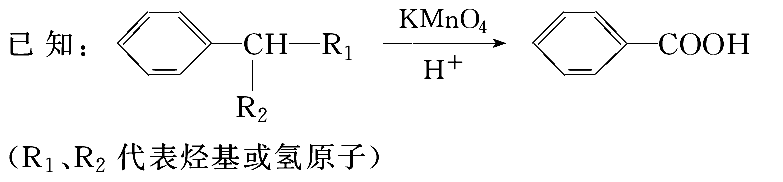 已知： CH—R₁ KMnO₄ H⁺ COOH
R₂
（R₁、R₂ 代表烃基或氢原子）